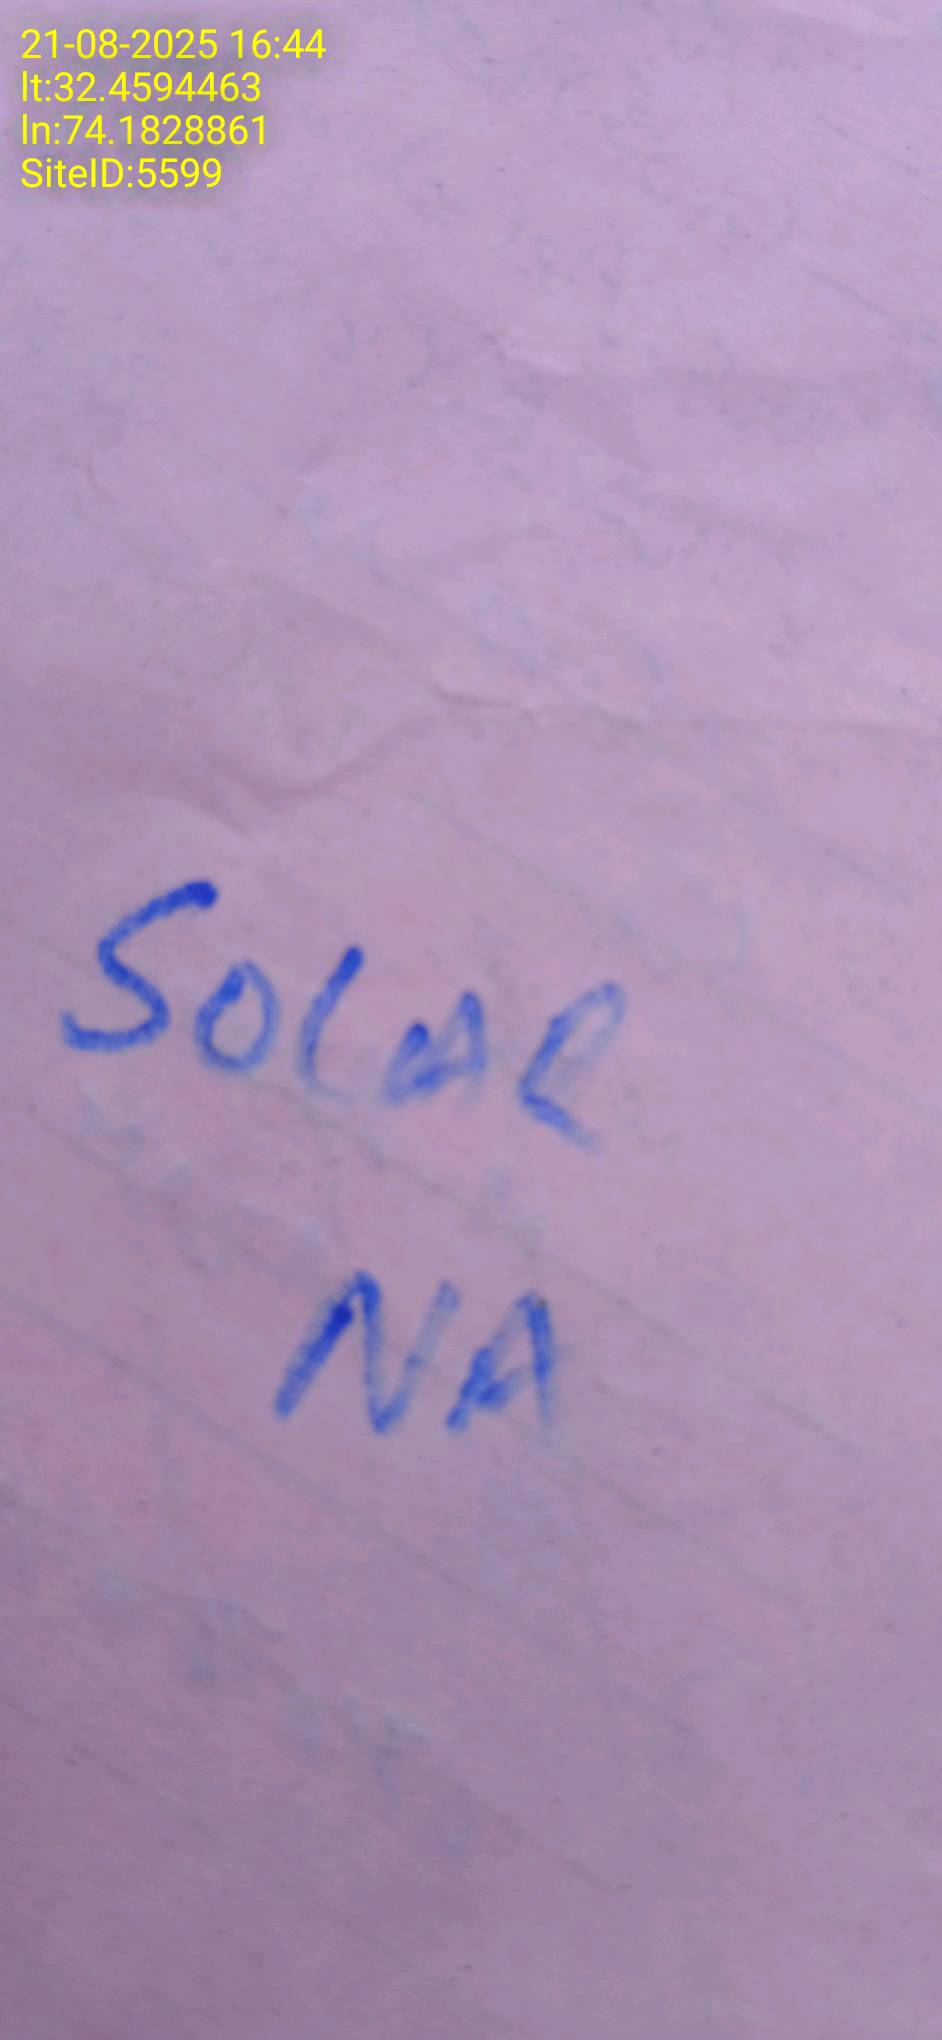 21-08-2025 16:44
lt:32.4594463
ln:74.1828861
SiteID:5599
SOLAR
NA